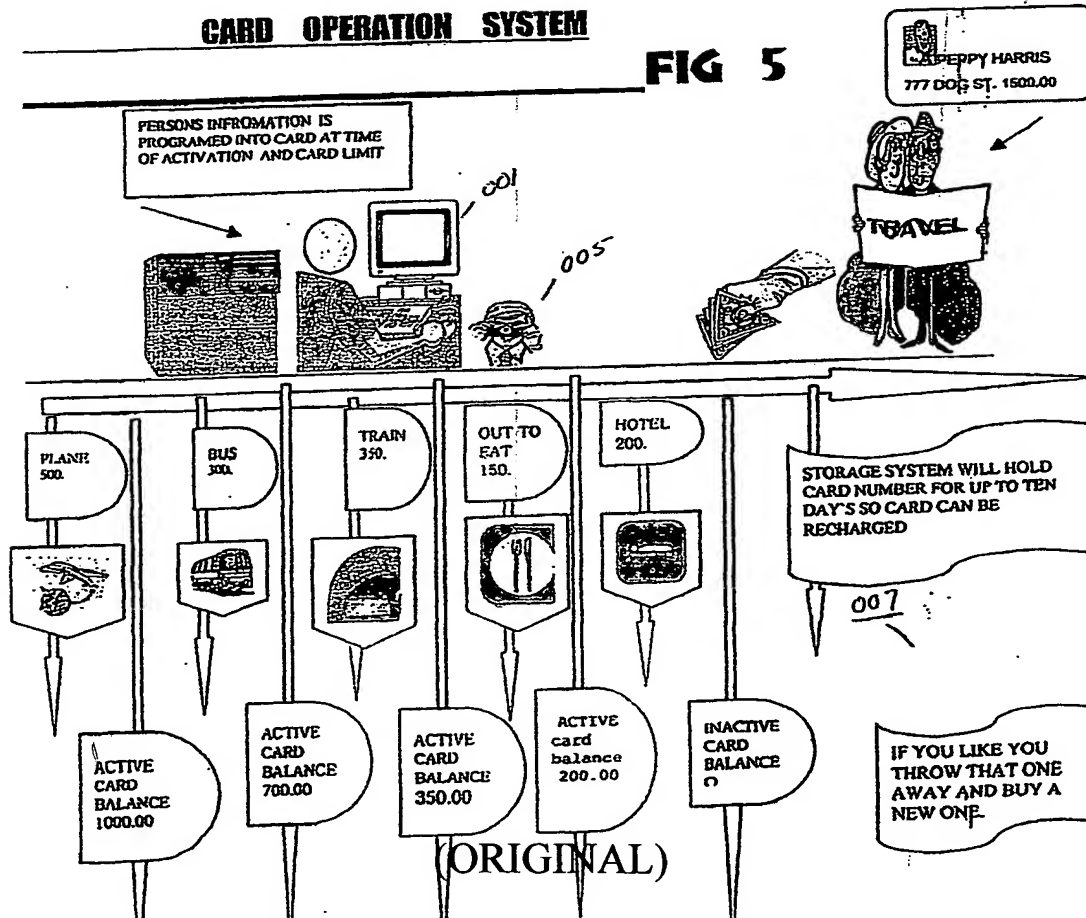 CARD OPERATION SYSTEM
FIG 5
PEPPY HARRIS
777 DOG ST. 1500.00
PERSONS INFROMATION IS
PROGRAMED INTO CARD AT TIME
OF ACTIVATION AND CARD LIMIT
001
005
TRAVEL
PLANE
500.
BUS
300.
TRAIN
350.
OUT TO
EAT
150.
HOTEL
200.
STORAGE SYSTEM WILL HOLD
CARD NUMBER FOR UP TO TEN
DAY'S SO CARD CAN BE
RECHARGED
007
ACTIVE
CARD
BALANCE
1000.00
ACTIVE
CARD
BALANCE
700.00
ACTIVE
CARD
BALANCE
350.00
ACTIVE
card
balance
200.00
INACTIVE
CARD
BALANCE
IF YOU LIKE YOU
THROW THAT ONE
AWAY AND BUY A
NEW ONE.
(ORIGINAL)